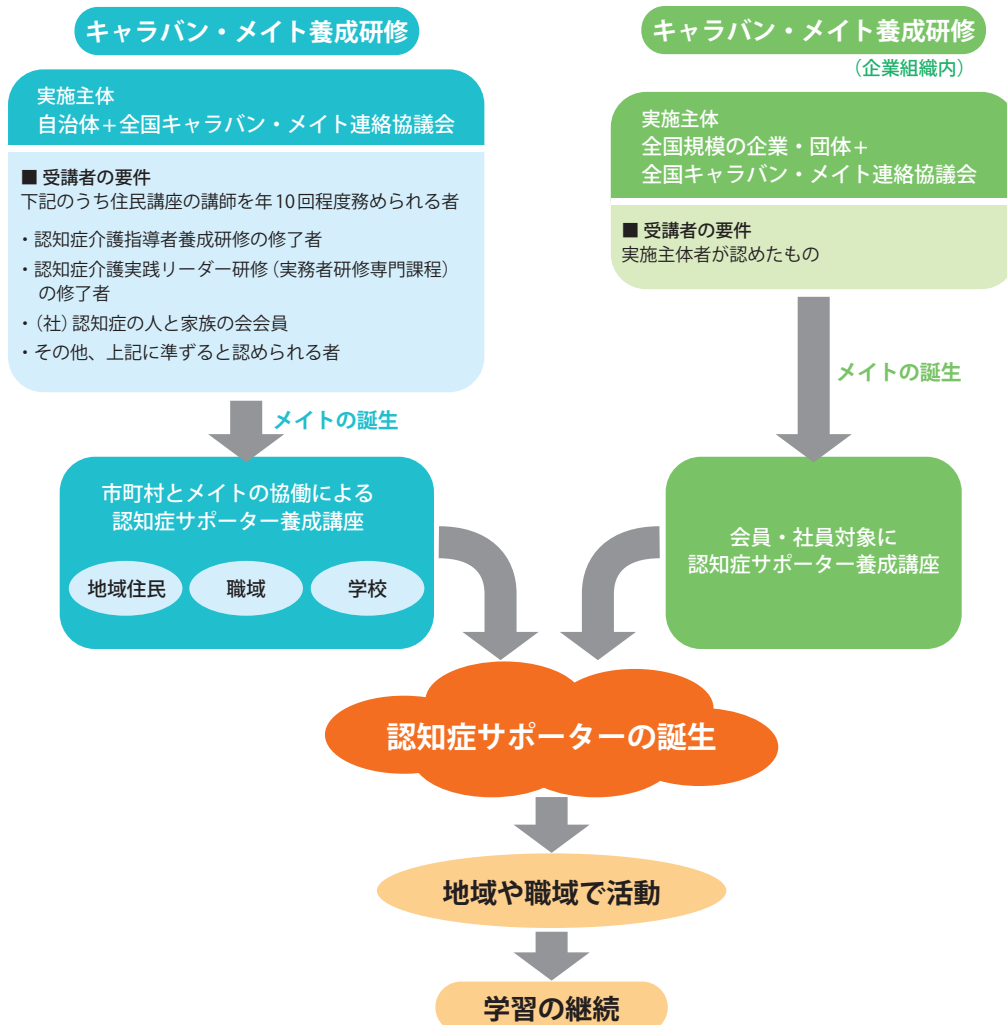 キャラバン・メイト養成研修
実施主体
自治体+全国キャラバン・メイト連絡協議会
■ 受講者の要件
下記のうち住民講座の講師を年10回程度務められる者
・認知症介護指導者養成研修の修了者
・認知症介護実践リーダー研修(実務者研修専門課程)
の修了者
・(社)認知症の人と家族の会会員
・その他、上記に準ずると認められる者
メイトの誕生
市町村とメイトの協働による
認知症サポーター養成講座
地域住民
職域
学校
キャラバン・メイト養成研修
(企業組織内)
実施主体
全国規模の企業・団体+
全国キャラバン・メイト連絡協議会
■ 受講者の要件
実施主体者が認めたもの
メイトの誕生
会員・社員対象に
認知症サポーター養成講座
認知症サポーターの誕生
地域や職域で活動
学習の継続